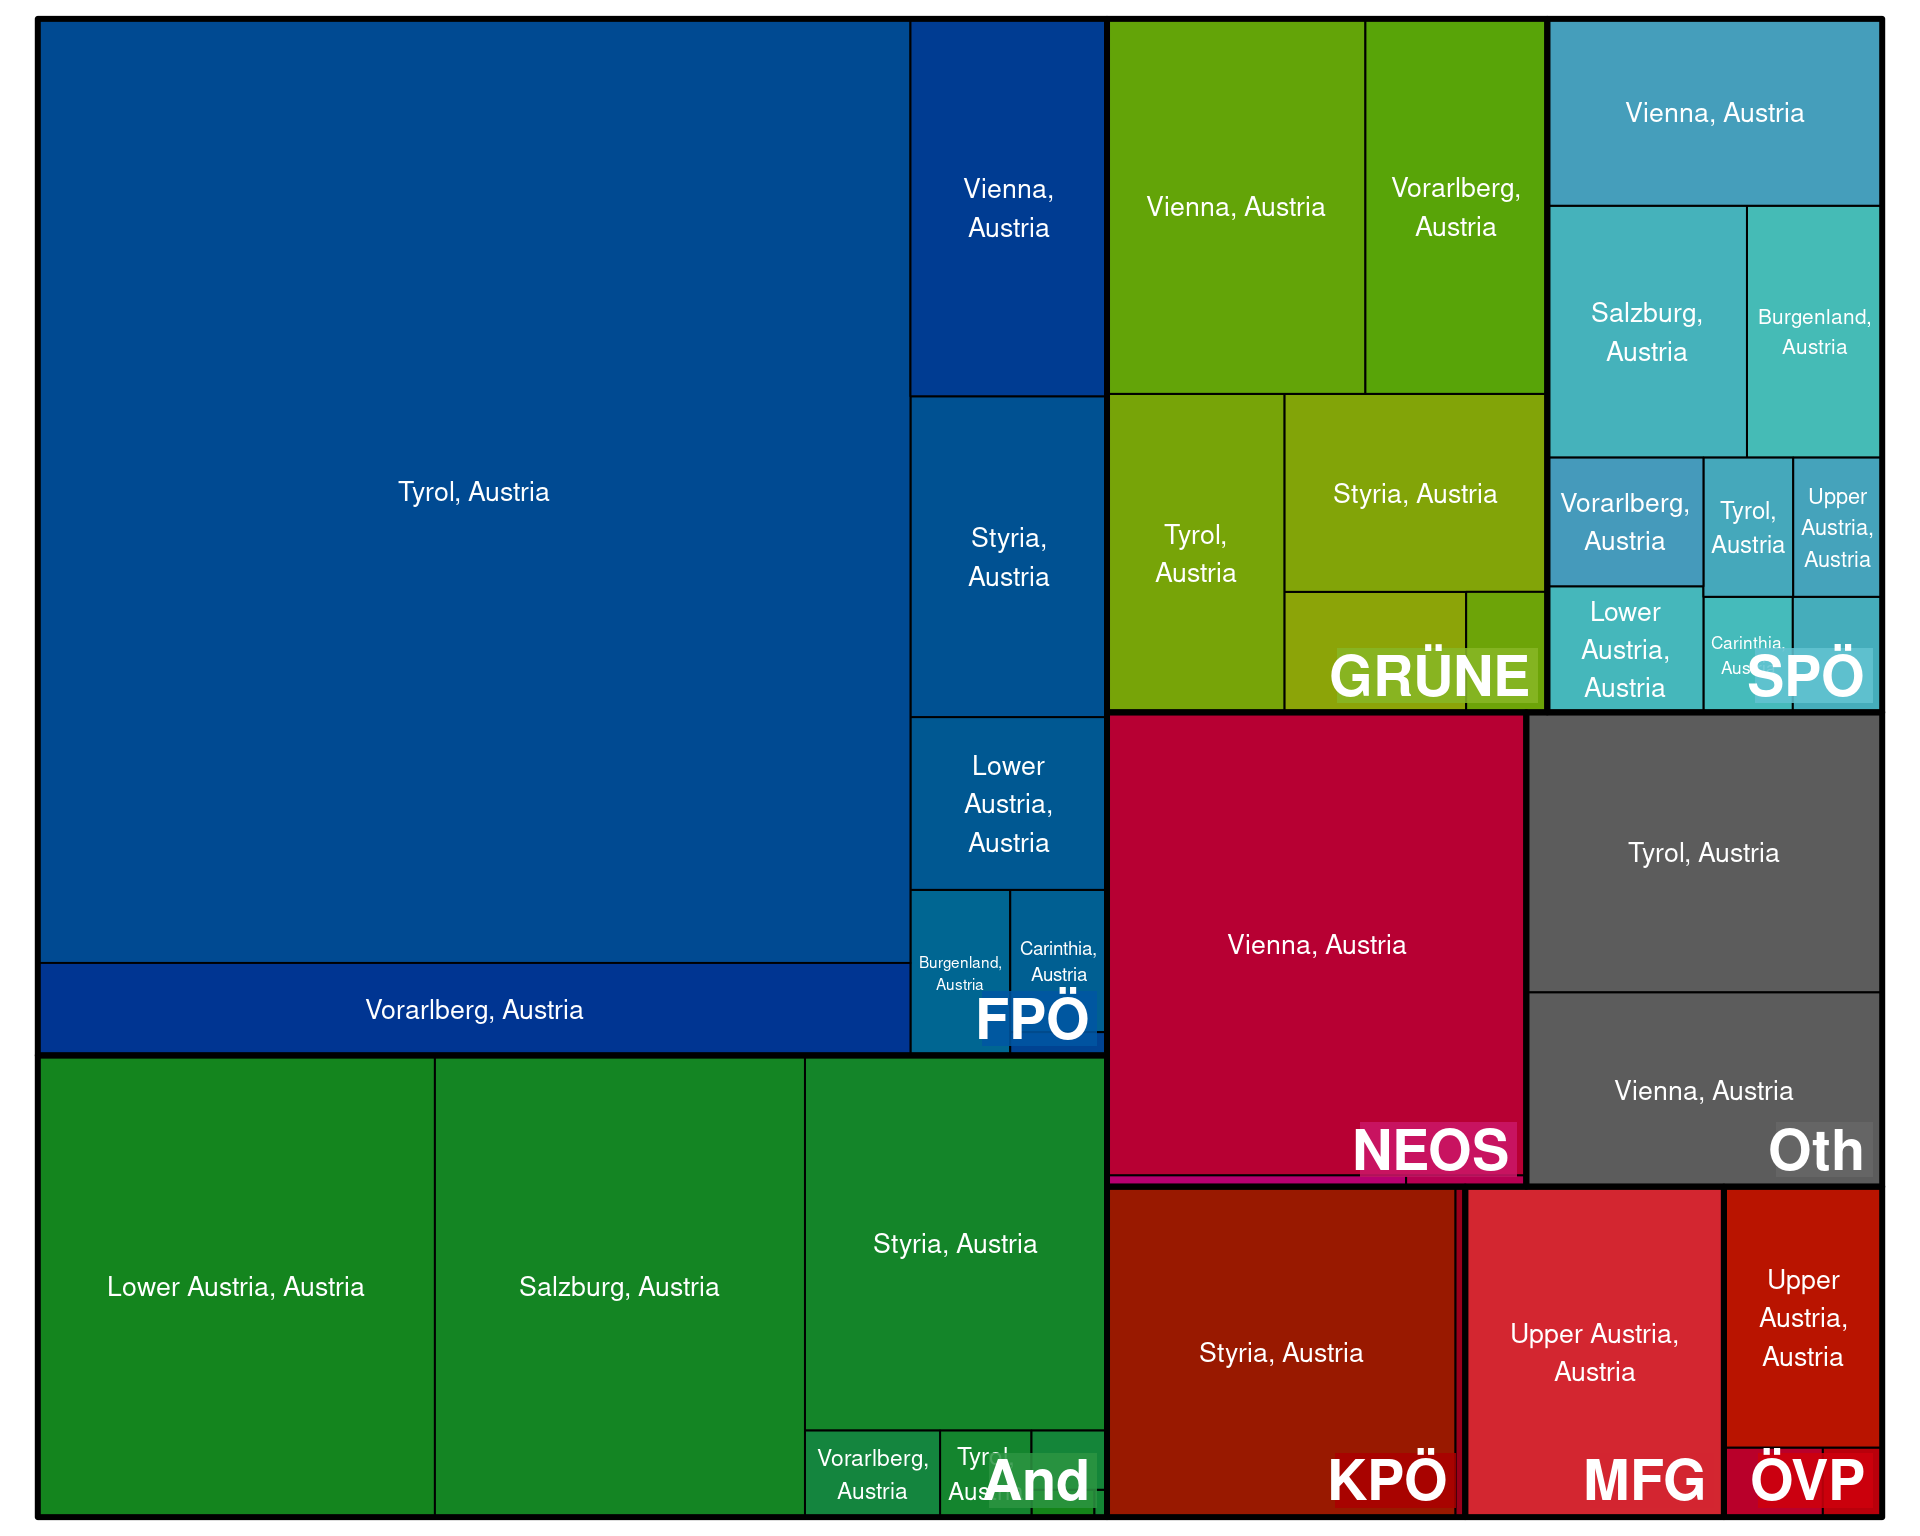 Tyrol, Austria
Vorarlberg, Austria
Vienna,
Austria
Styria,
Austria
Lower
Austria,
Austria
Burgenland,
Austria
Carinthia,
Austria
FPÖ
Lower Austria, Austria
Salzburg, Austria
Styria, Austria
Vorarlberg,
Austria
Tyrol,
Austria
And
Vienna, Austria
Vorarlberg,
Austria
Tyrol,
Austria
Styria, Austria
GRÜNE
Vienna, Austria
Salzburg,
Austria
Burgenland,
Austria
Vorarlberg,
Austria
Tyrol,
Austria
Upper
Austria,
Austria
Lower
Austria,
Austria
Carinthia,
Austria
SPÖ
Vienna, Austria
NEOS
Tyrol, Austria
Vienna, Austria
Oth
Styria, Austria
KPÖ
Upper Austria,
Austria
MFG
Upper
Austria,
Austria
ÖVP